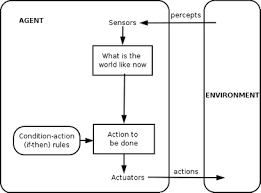 AGENT
Sensors
percepts
What is the
world like now
ENVIRONMENT
Condition-action
(if-then) rules
Action to
be done
Actuators
actions